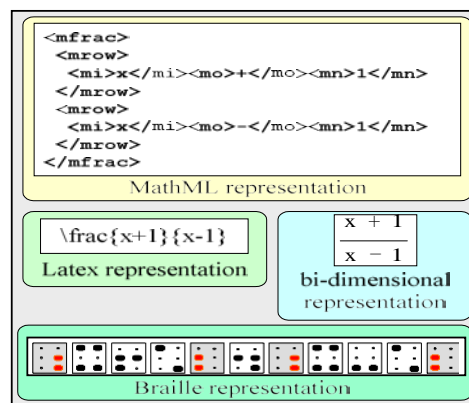 <mfrac>
<mrow>
<mi>x</mi><mo>+</mo><mn>1</mn>
</mrow>
<mrow>
<mi>x</mi><mo>-</mo><mn>1</mn>
</mrow>
</mfrac>
MathML representation
\frac{x+1}{x-1}
Latex representation
x + 1
x − 1
bi-dimensional
representation
Braille representation